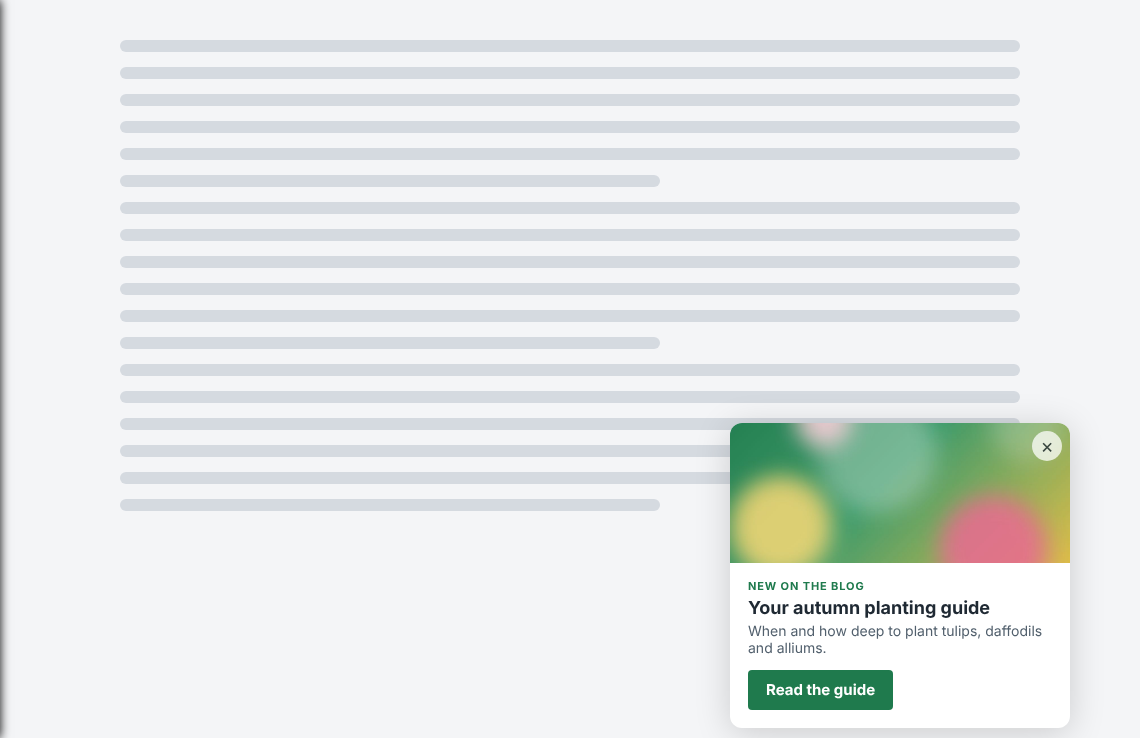 NEW ON THE BLOG
Your autumn planting guide
When and how deep to plant tulips, daffodils
and alliums.
Read the guide